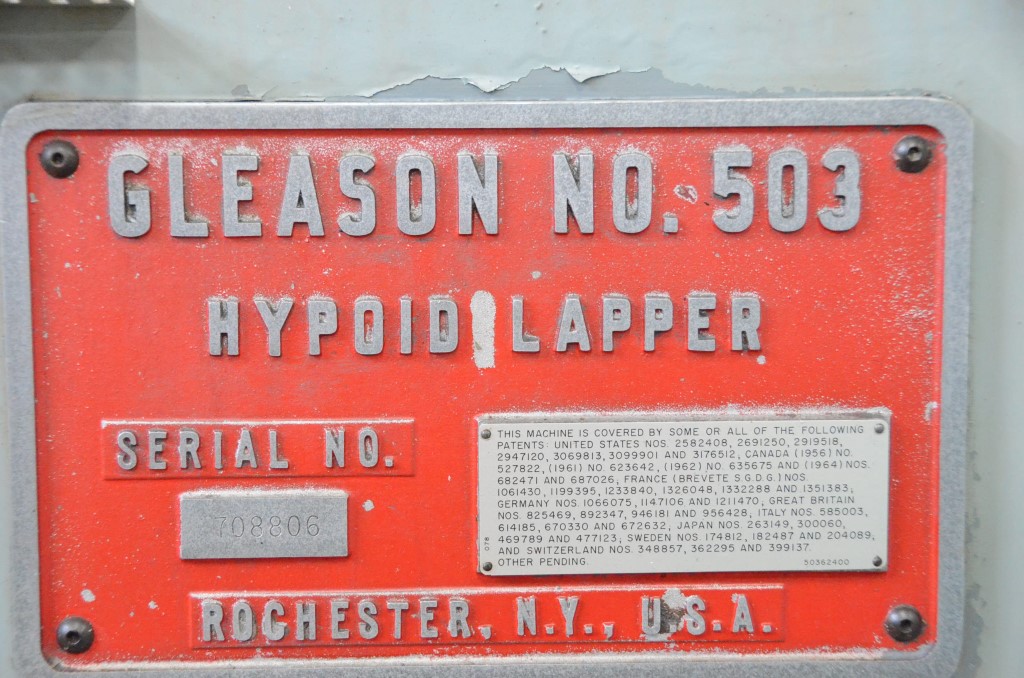 GLEASON NO. 503
HYPOID LAPPER
SERIAL NO.
708806
THIS MACHINE IS COVERED BY SOME OR ALL OF THE FOLLOWING
PATENTS: UNITED STATES NOS. 2582408, 2691250, 2919518,
2947120, 3069813, 3099901 AND 3176512, CANADA (1956) NO.
527822, (1961) NO. 623642, (1962) NO. 635675 AND (1964) NOS.
682471 AND 687026, FRANCE (BREVETE S.G.D.G.) NOS.
1061430, 1199395, 1233840, 1326048, 1332288 AND 1351383;
GERMANY NOS. 1066075, 1147106 AND 1211470; GREAT BRITAIN
NOS. 825469, 892347, 946181 AND 956428, ITALY NOS. 585003,
614185, 670330 AND 672632, JAPAN NOS. 263149, 300060,
469789 AND 477123; SWEDEN NOS. 174812, 182487 AND 204089,
AND SWITZERLAND NOS. 348857, 362295 AND 399137.
OTHER PENDING.
50362400
078
ROCHESTER, N.Y., U.S.A.